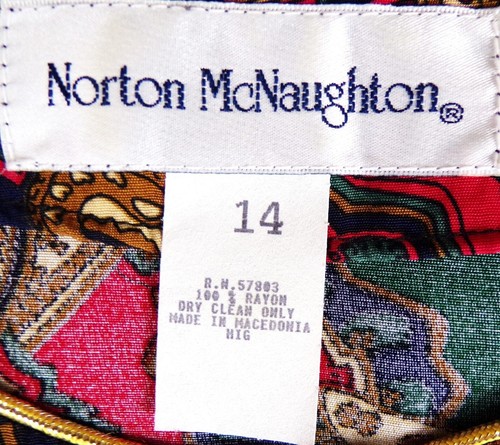 Norton McNaughton®
14
R.N.57803
100 % RAYON
DRY CLEAN ONLY
MADE IN MACEDONIA
HIG